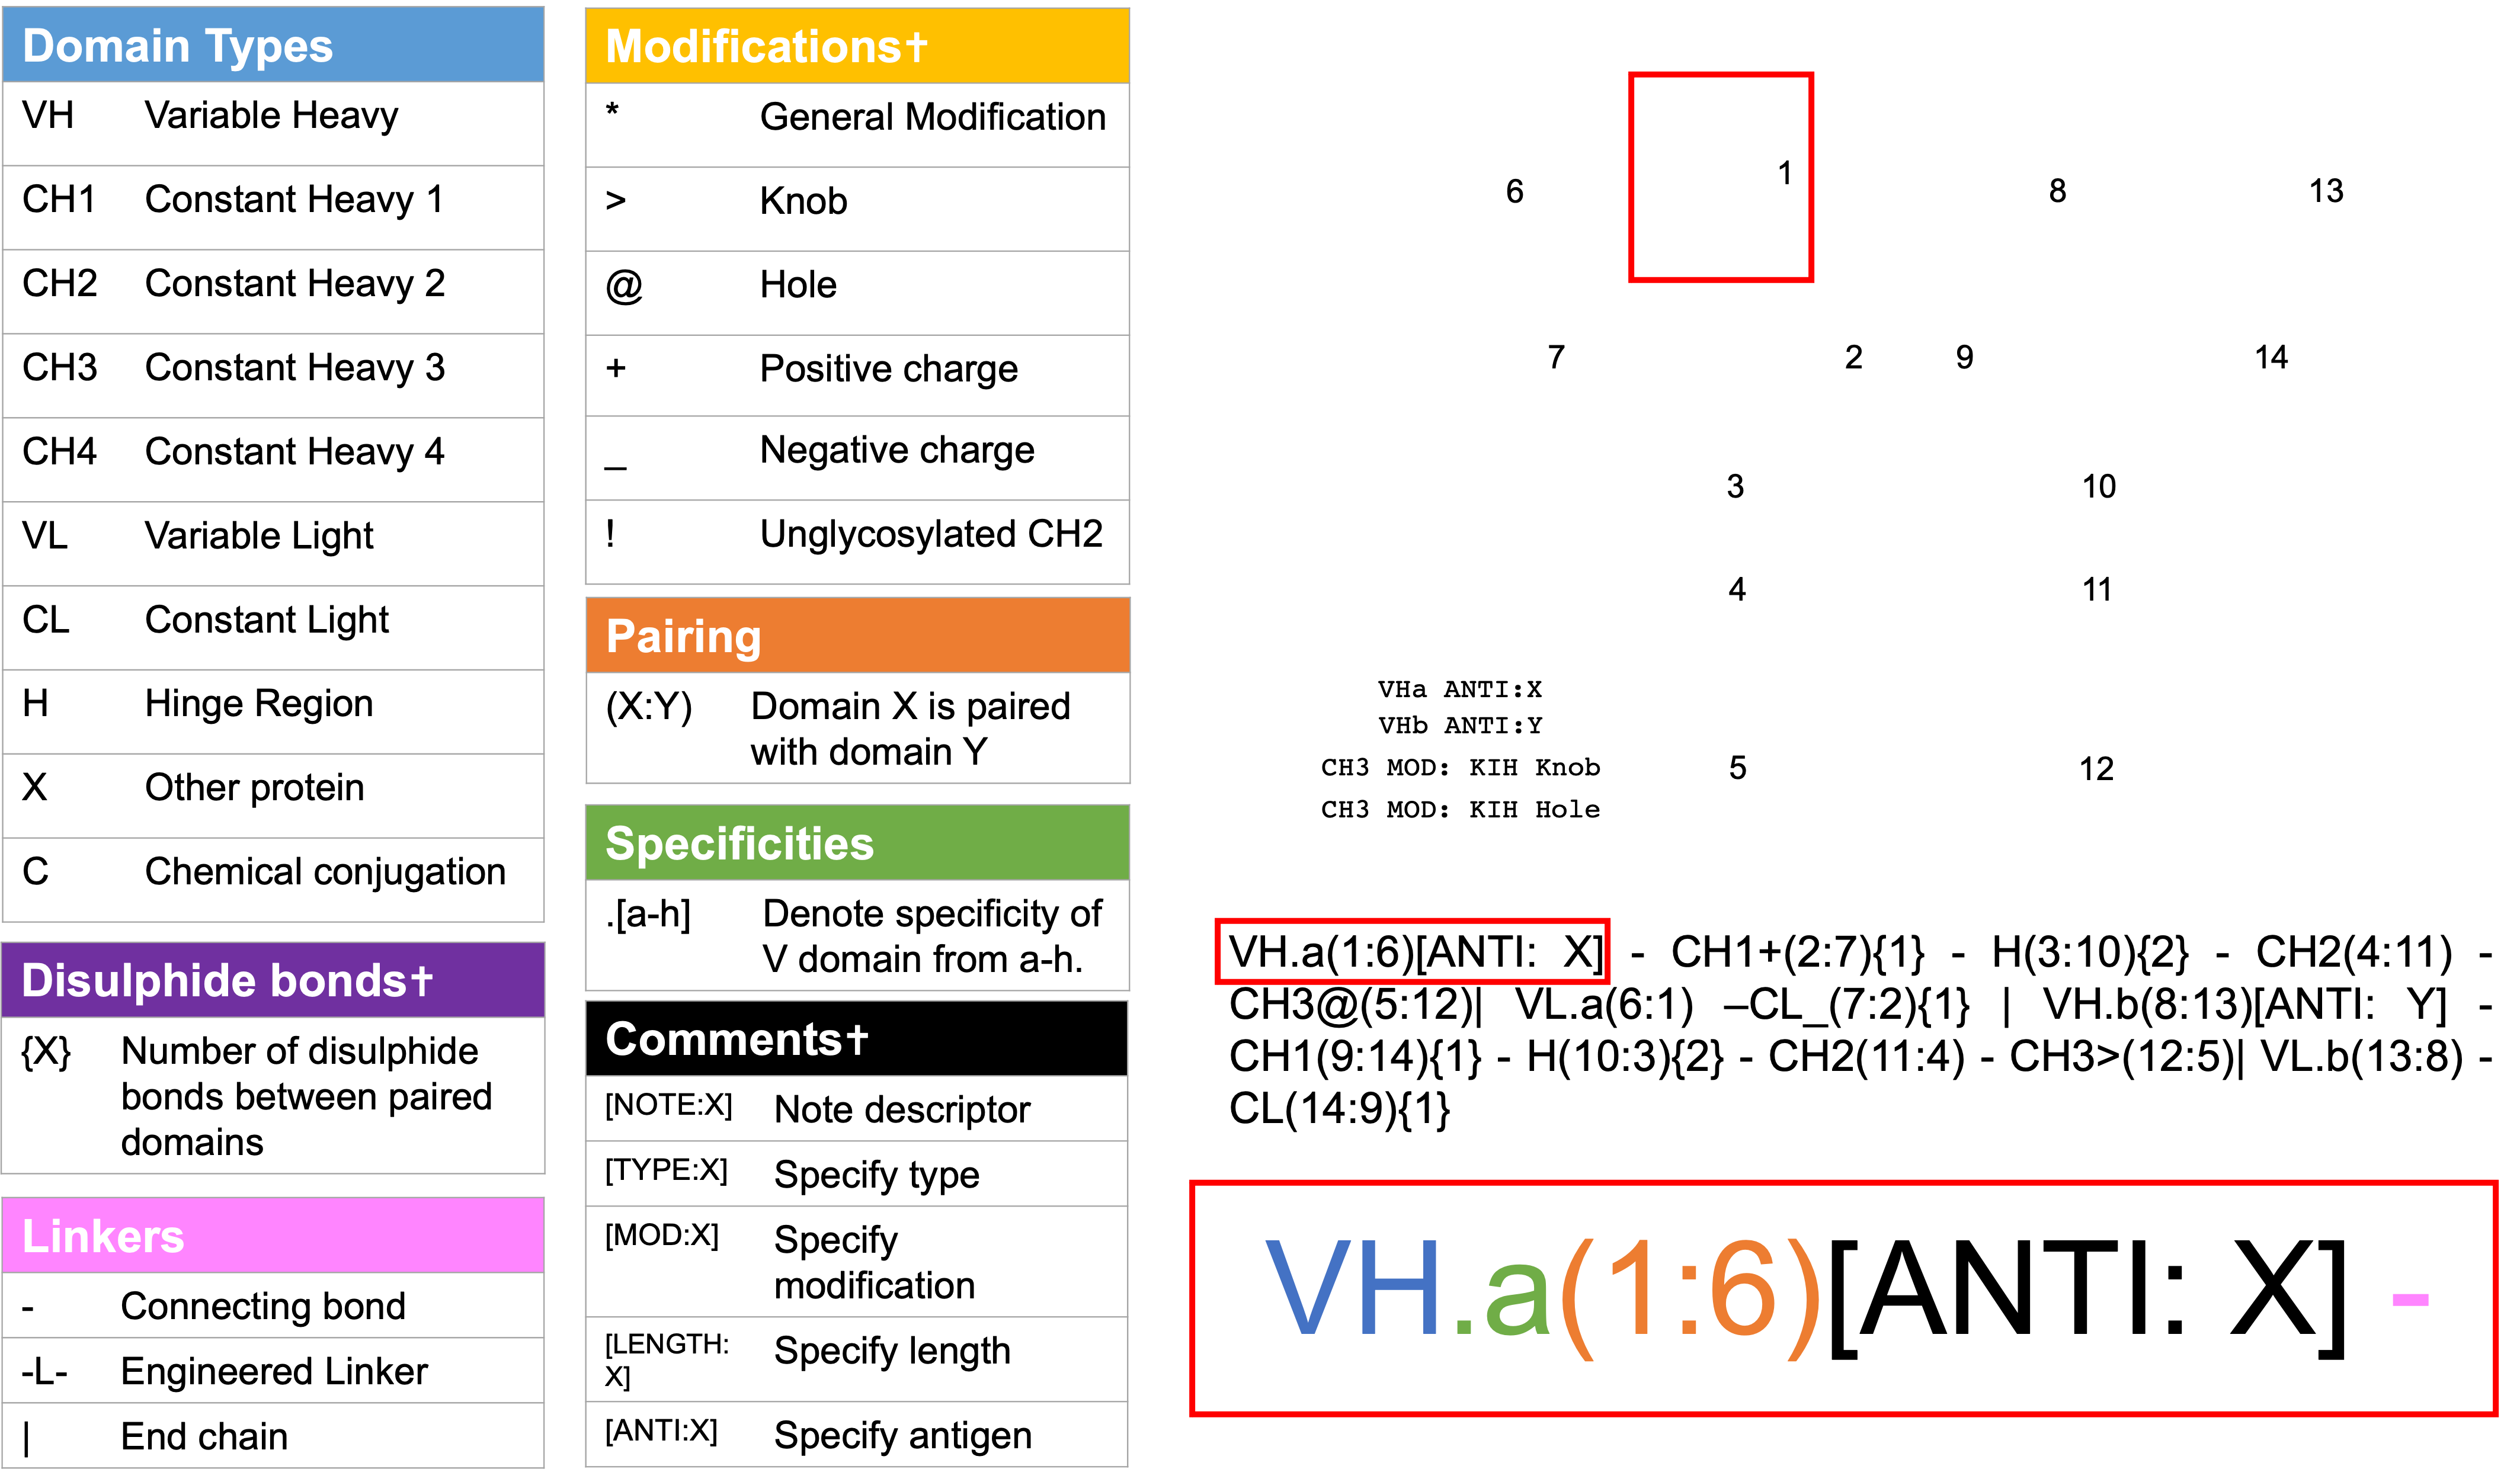 Domain Types
VH Variable Heavy
CH1 Constant Heavy 1
CH2 Constant Heavy 2
CH3 Constant Heavy 3
CH4 Constant Heavy 4
VL Variable Light
CL Constant Light
H Hinge Region
X Other protein
C Chemical conjugation
Disulphide bonds†
{X} Number of disulphide
bonds between paired
domains
Linkers
- Connecting bond
-L- Engineered Linker
| End chain
Modifications†
* General Modification
> Knob
@ Hole
+ Positive charge
_ Negative charge
! Unglycosylated CH2
Pairing
(X:Y) Domain X is paired
with domain Y
Specificities
.[a-h] Denote specificity of
V domain from a-h.
Comments†
[NOTE:X] Note descriptor
[TYPE:X] Specify type
[MOD:X] Specify
modification
[LENGTH: Specify length
X]
[ANTI:X] Specify antigen
6 1 8 13
7 2 9 14
3 10
4 11
VHa ANTI:X
VHb ANTI:Y
CH3 MOD: KIH Knob 5 12
CH3 MOD: KIH Hole
VH.a(1:6)[ANTI: X] - CH1+(2:7){1} - H(3:10){2} - CH2(4:11) -
CH3@(5:12)| VL.a(6:1) –CL_(7:2){1} | VH.b(8:13)[ANTI: Y] -
CH1(9:14){1} - H(10:3){2} - CH2(11:4) - CH3>(12:5)| VL.b(13:8) -
CL(14:9){1}
VH.a(1:6)[ANTI: X] -